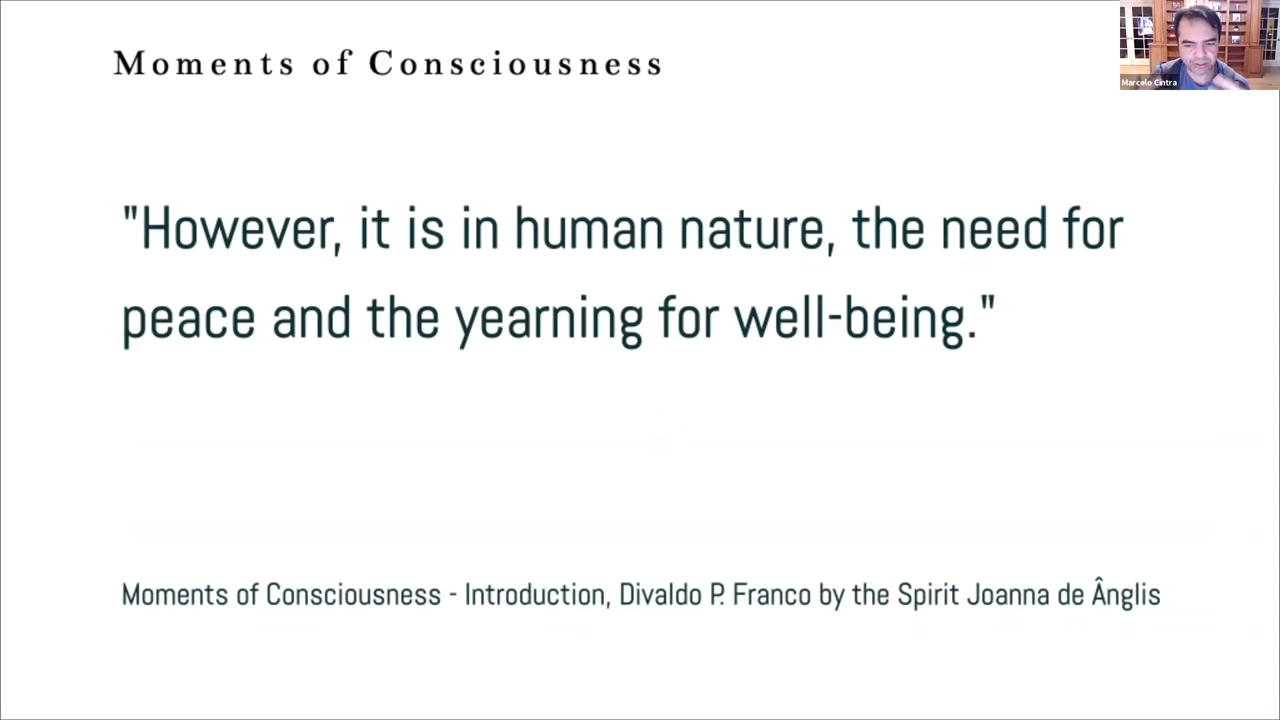 Moments of Consciousness
Marcelo Cintra
"However, it is in human nature, the need for
peace and the yearning for well-being."
Moments of Consciousness - Introduction, Divaldo P. Franco by the Spirit Joanna de Ânglis